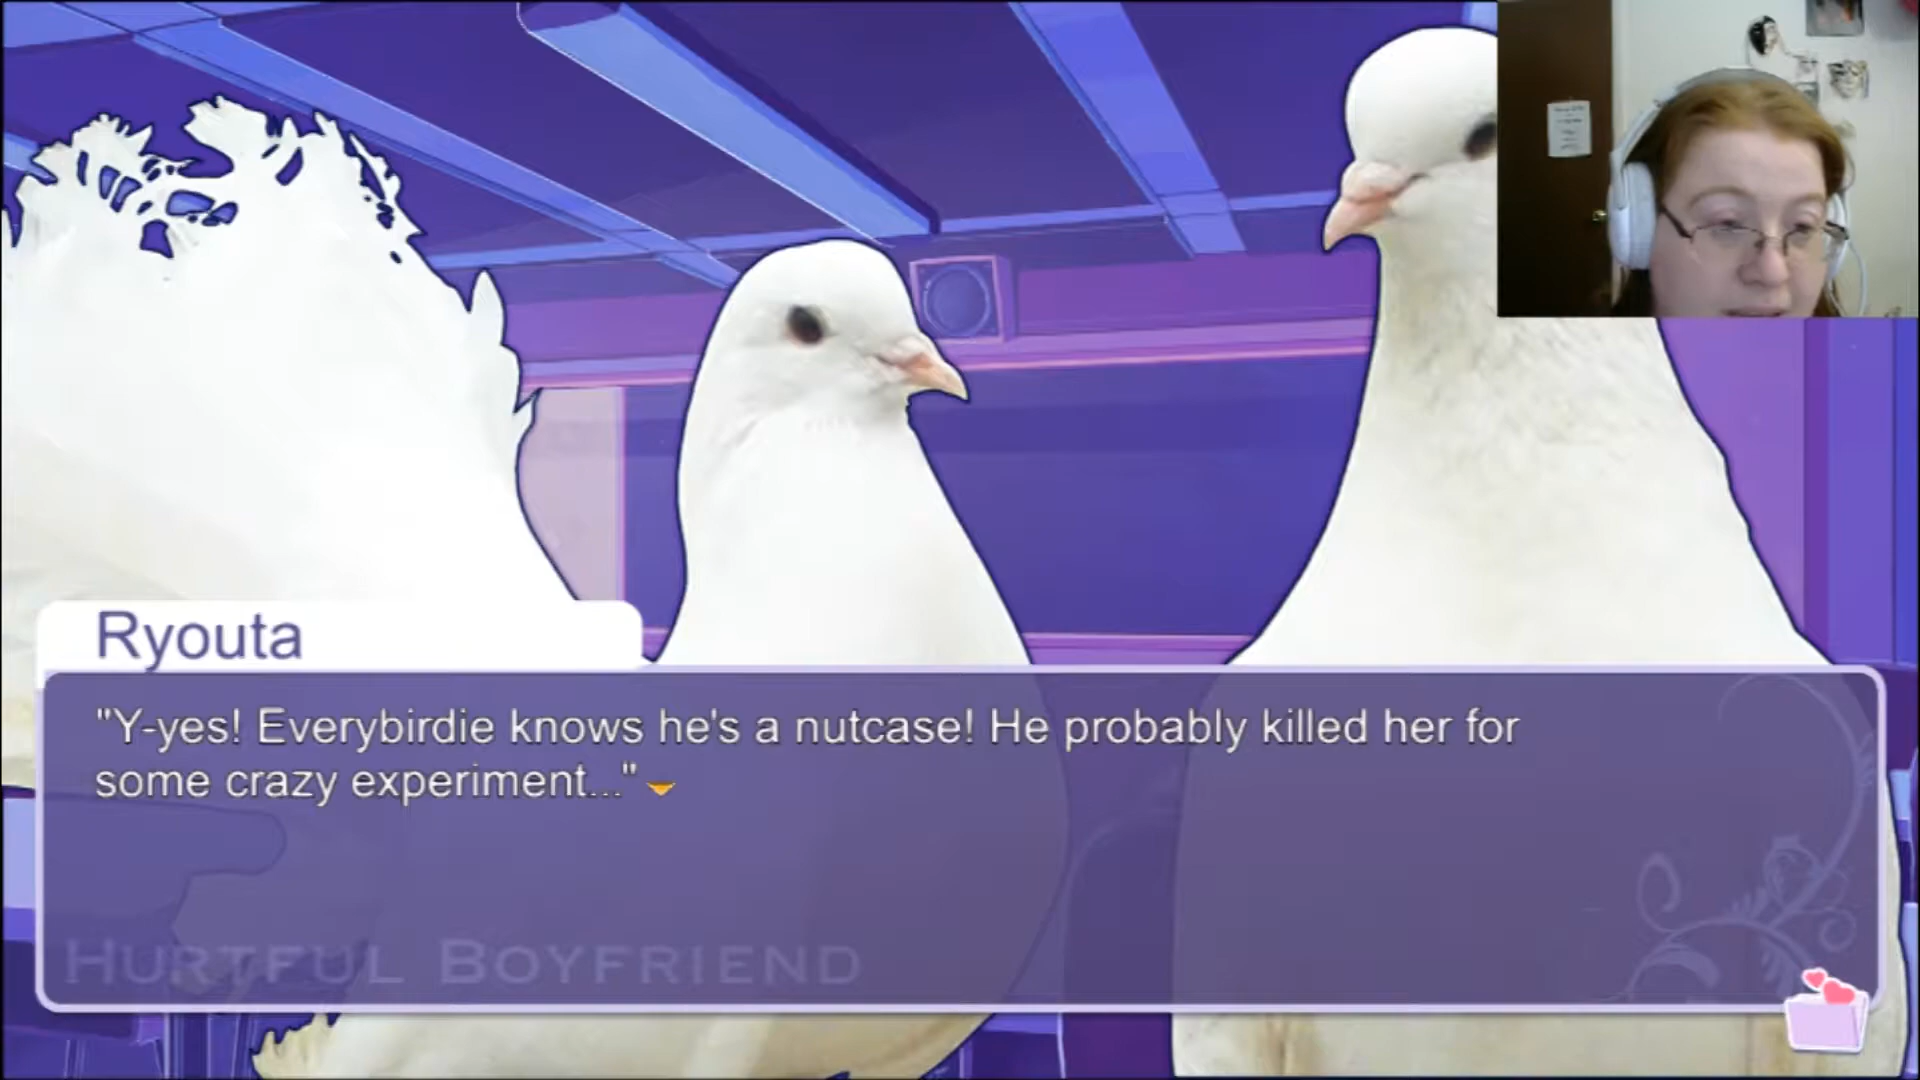 Ryouta
"Y-yes! Everybirdie knows he's a nutcase! He probably killed her for
some crazy experiment..."
HURTFUL BOYFRIEND